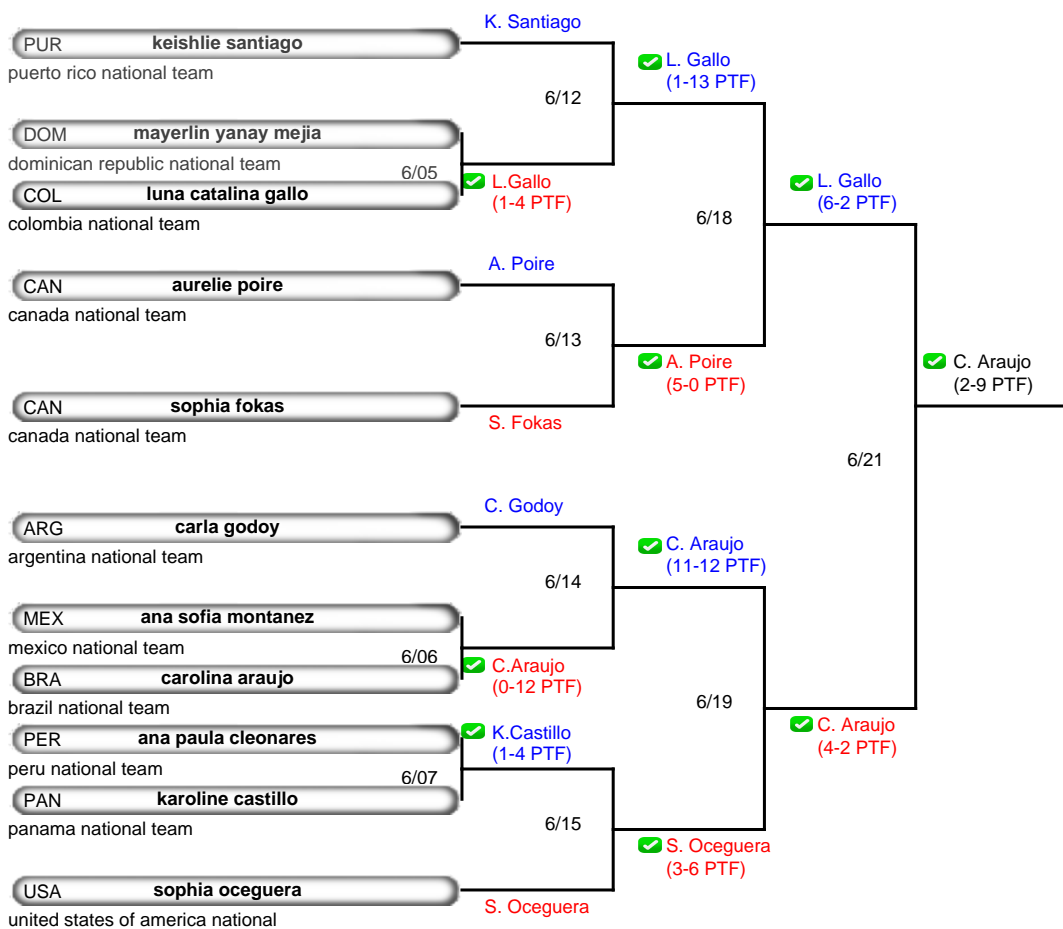 K. Santiago
PUR keishlie santiago
puerto rico national team
L. Gallo
(1-13 PTF)
6/12
DOM mayerlin yanay mejia
dominican republic national team
6/05
COL luna catalina gallo
colombia national team
L.Gallo
(1-4 PTF)
L. Gallo
(6-2 PTF)
6/18
A. Poire
CAN aurelie poire
canada national team
6/13
A. Poire
(5-0 PTF)
C. Araujo
(2-9 PTF)
CAN sophia fokas
canada national team
S. Fokas
6/21
C. Godoy
ARG carla godoy
argentina national team
C. Araujo
(11-12 PTF)
6/14
MEX ana sofia montanez
mexico national team
6/06
BRA carolina araujo
brazil national team
C.Araujo
(0-12 PTF)
6/19
C. Araujo
(4-2 PTF)
PER ana paula cleonares
peru national team
K.Castillo
(1-4 PTF)
6/07
PAN karoline castillo
panama national team
6/15
S. Oceguera
(3-6 PTF)
USA sophia oceguera
united states of america national
S. Oceguera